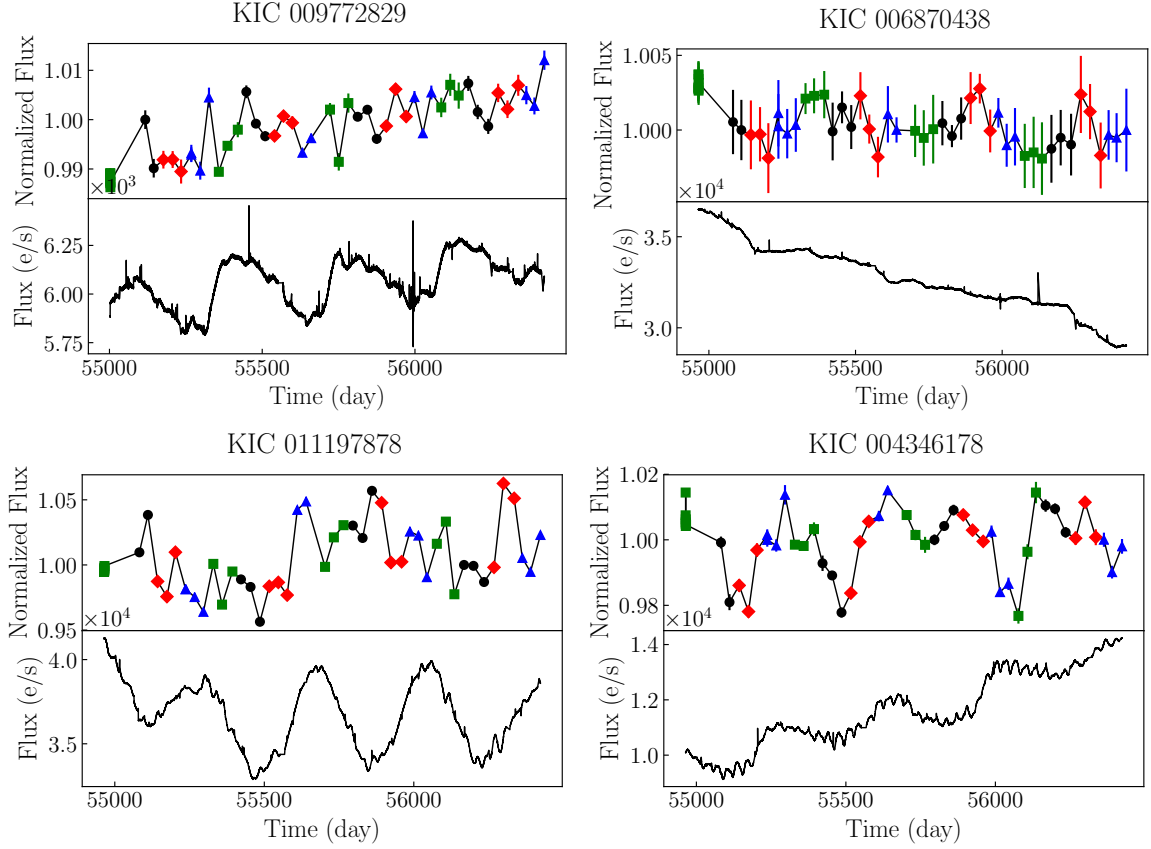 KIC 009772829
KIC 006870438
Normalized Flux
1.01
1.00
0.99
×10³
Flux (e/s)
6.25
6.00
5.75
55000
55500
56000
Time (day)
Normalized Flux
1.005
1.000
×10⁴
Flux (e/s)
3.5
3.0
55000
55500
56000
Time (day)
KIC 011197878
KIC 004346178
Normalized Flux
1.05
1.00
0.95
×10⁴
Flux (e/s)
4.0
3.5
55000
55500
56000
Time (day)
Normalized Flux
1.02
1.00
0.98
×10⁴
Flux (e/s)
1.4
1.2
1.0
55000
55500
56000
Time (day)